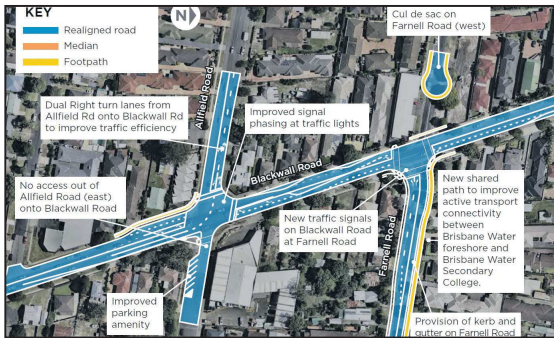 KEY
Realigned road
Median
Footpath
N
Cul de sac on
Farnell Road (west)
Dual Right turn lanes from
Allfield Rd onto Blackwall Rd
to improve traffic efficiency
Allfield Road
Improved signal
phasing at traffic lights
Blackwall Road
No access out of
Allfield Road (east)
onto Blackwall Road
New traffic signals
on Blackwall Road
at Farnell Road
Farnell Road
New shared
path to improve
active transport
connectivity
between
Brisbane Water
foreshore and
Brisbane Water
Secondary
College.
Improved
parking
amenity
Provision of kerb and
gutter on Farnell Road